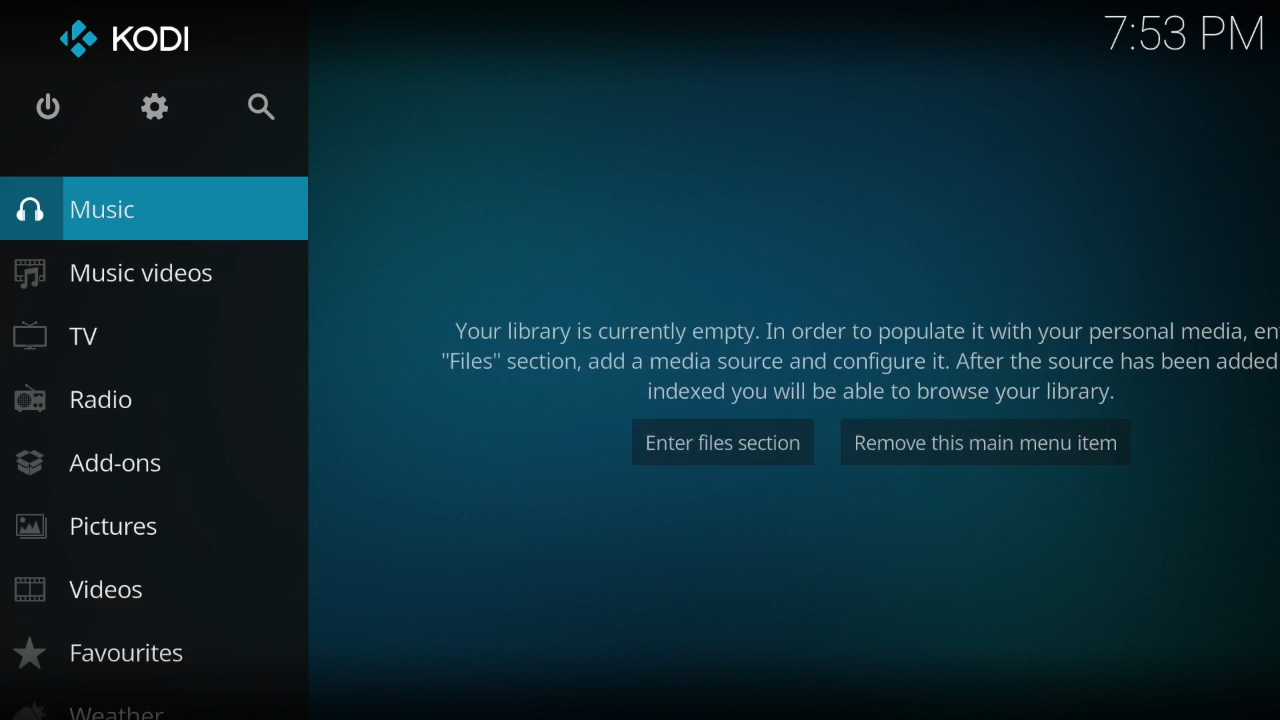 KODI
7:53 PM
Music
Music videos
TV
Radio
Add-ons
Pictures
Videos
Favourites
Weather
Your library is currently empty. In order to populate it with your personal media, en
"Files" section, add a media source and configure it. After the source has been added
indexed you will be able to browse your library.
Enter files section
Remove this main menu item